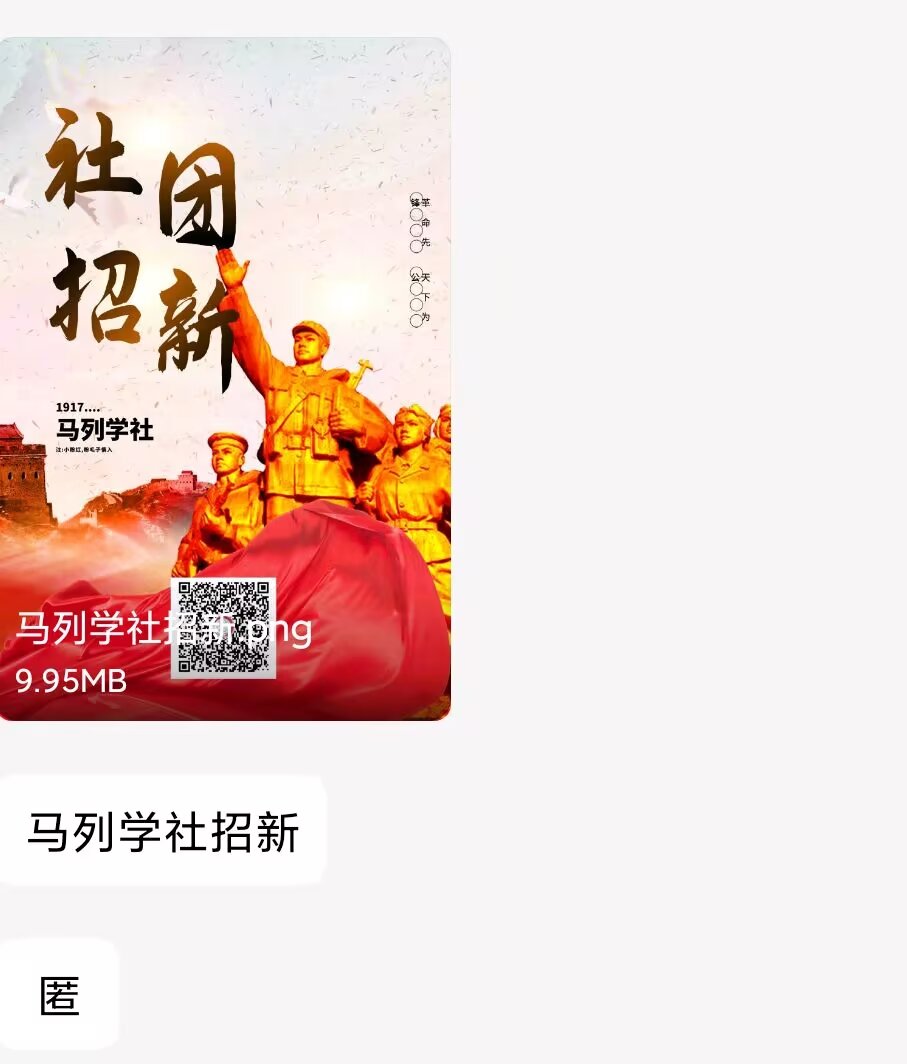 社团
招新
革命先锋
天下为公
1917....
马列学社
注:小粉红,粉毛子慎入
马列学社招新.png
9.95MB
马列学社招新
匿